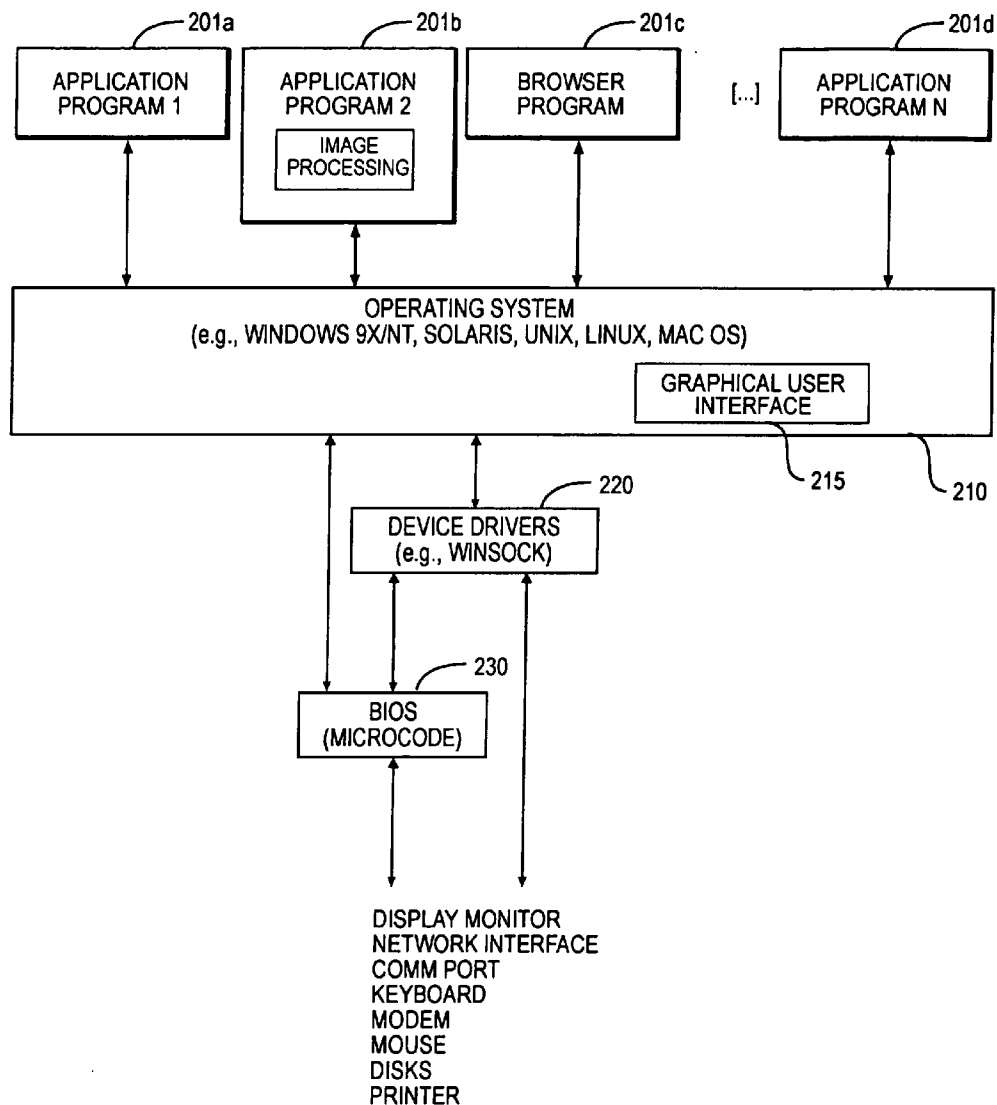 201a
201b
201c
201d
APPLICATION
PROGRAM 1
APPLICATION
PROGRAM 2
IMAGE
PROCESSING
BROWSER
PROGRAM
[...]
APPLICATION
PROGRAM N
OPERATING SYSTEM
(e.g., WINDOWS 9X/NT, SOLARIS, UNIX, LINUX, MAC OS)
GRAPHICAL USER
INTERFACE
215
210
220
DEVICE DRIVERS
(e.g., WINSOCK)
230
BIOS
(MICROCODE)
DISPLAY MONITOR
NETWORK INTERFACE
COMM PORT
KEYBOARD
MODEM
MOUSE
DISKS
PRINTER